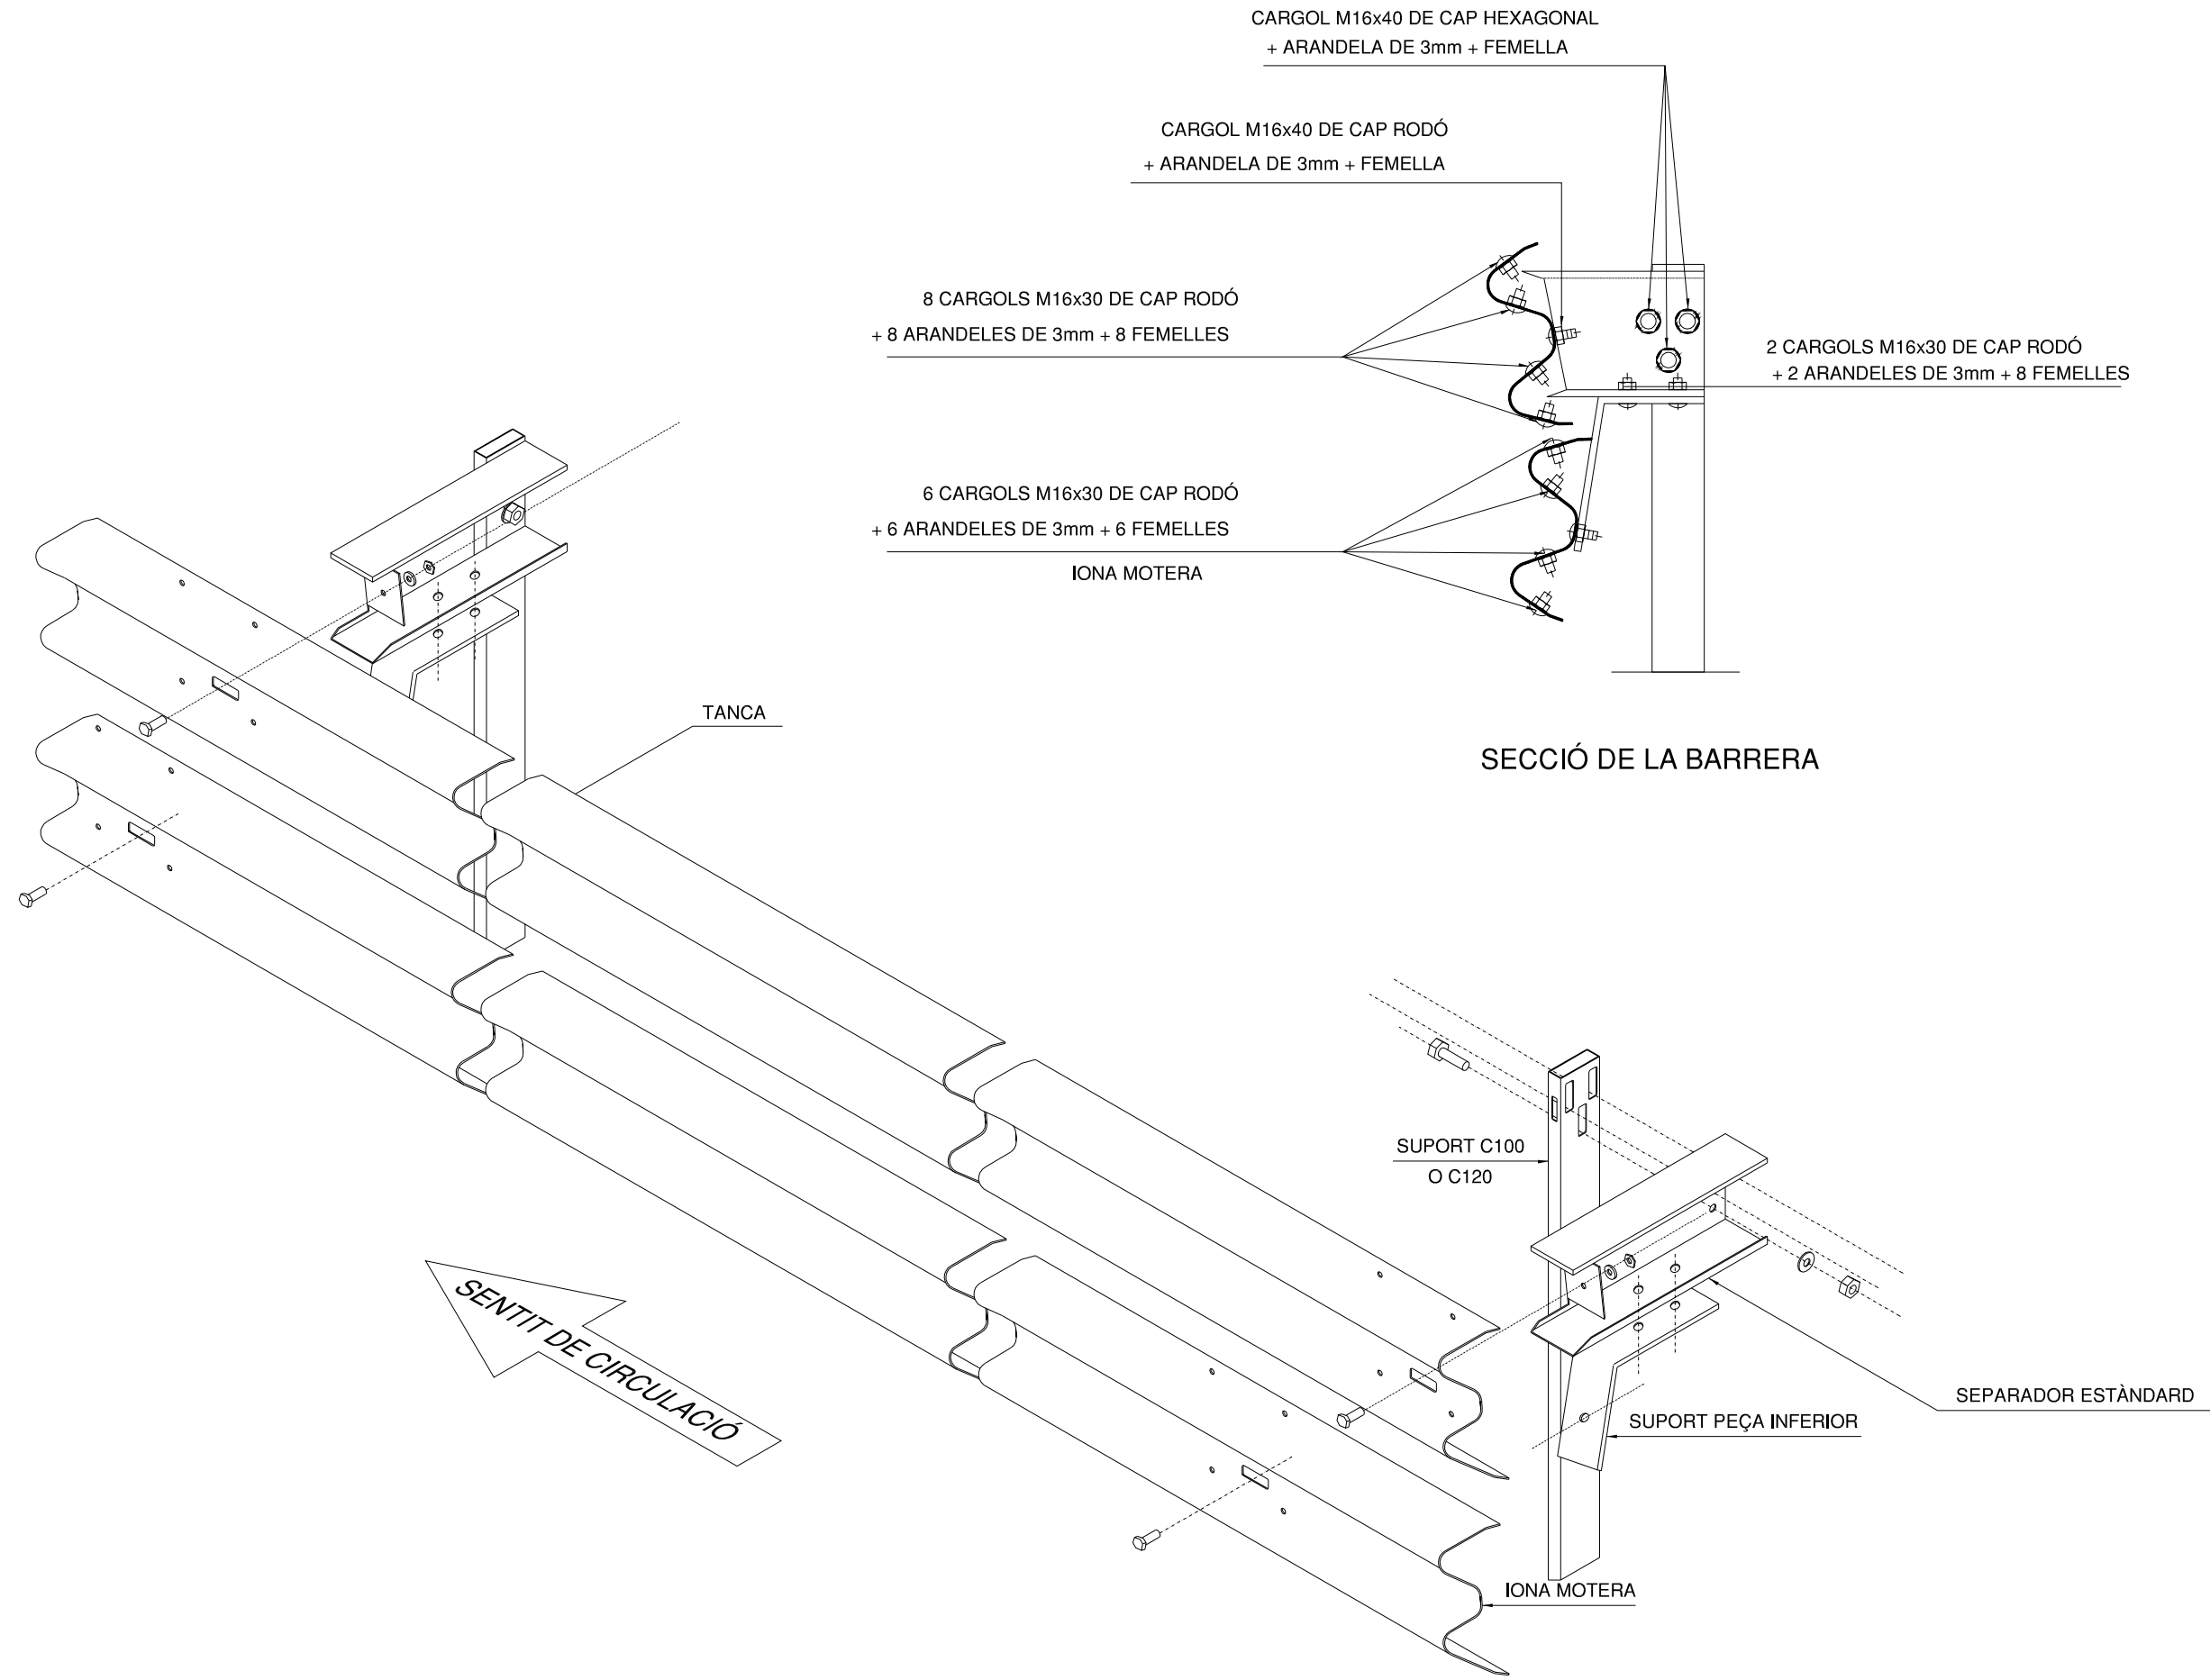 CARGOL M16x40 DE CAP HEXAGONAL
+ ARANDELA DE 3mm + FEMELLA
CARGOL M16x40 DE CAP RODÓ
+ ARANDELA DE 3mm + FEMELLA
8 CARGOLS M16x30 DE CAP RODÓ
+ 8 ARANDELES DE 3mm + 8 FEMELLES
2 CARGOLS M16x30 DE CAP RODÓ
+ 2 ARANDELES DE 3mm + 8 FEMELLES
6 CARGOLS M16x30 DE CAP RODÓ
+ 6 ARANDELES DE 3mm + 6 FEMELLES
IONA MOTERA
TANCA
SECCIÓ DE LA BARRERA
SUPORT C100
O C120
SENTIT DE CIRCULACIÓ
SEPARADOR ESTÀNDARD
SUPORT PEÇA INFERIOR
IONA MOTERA